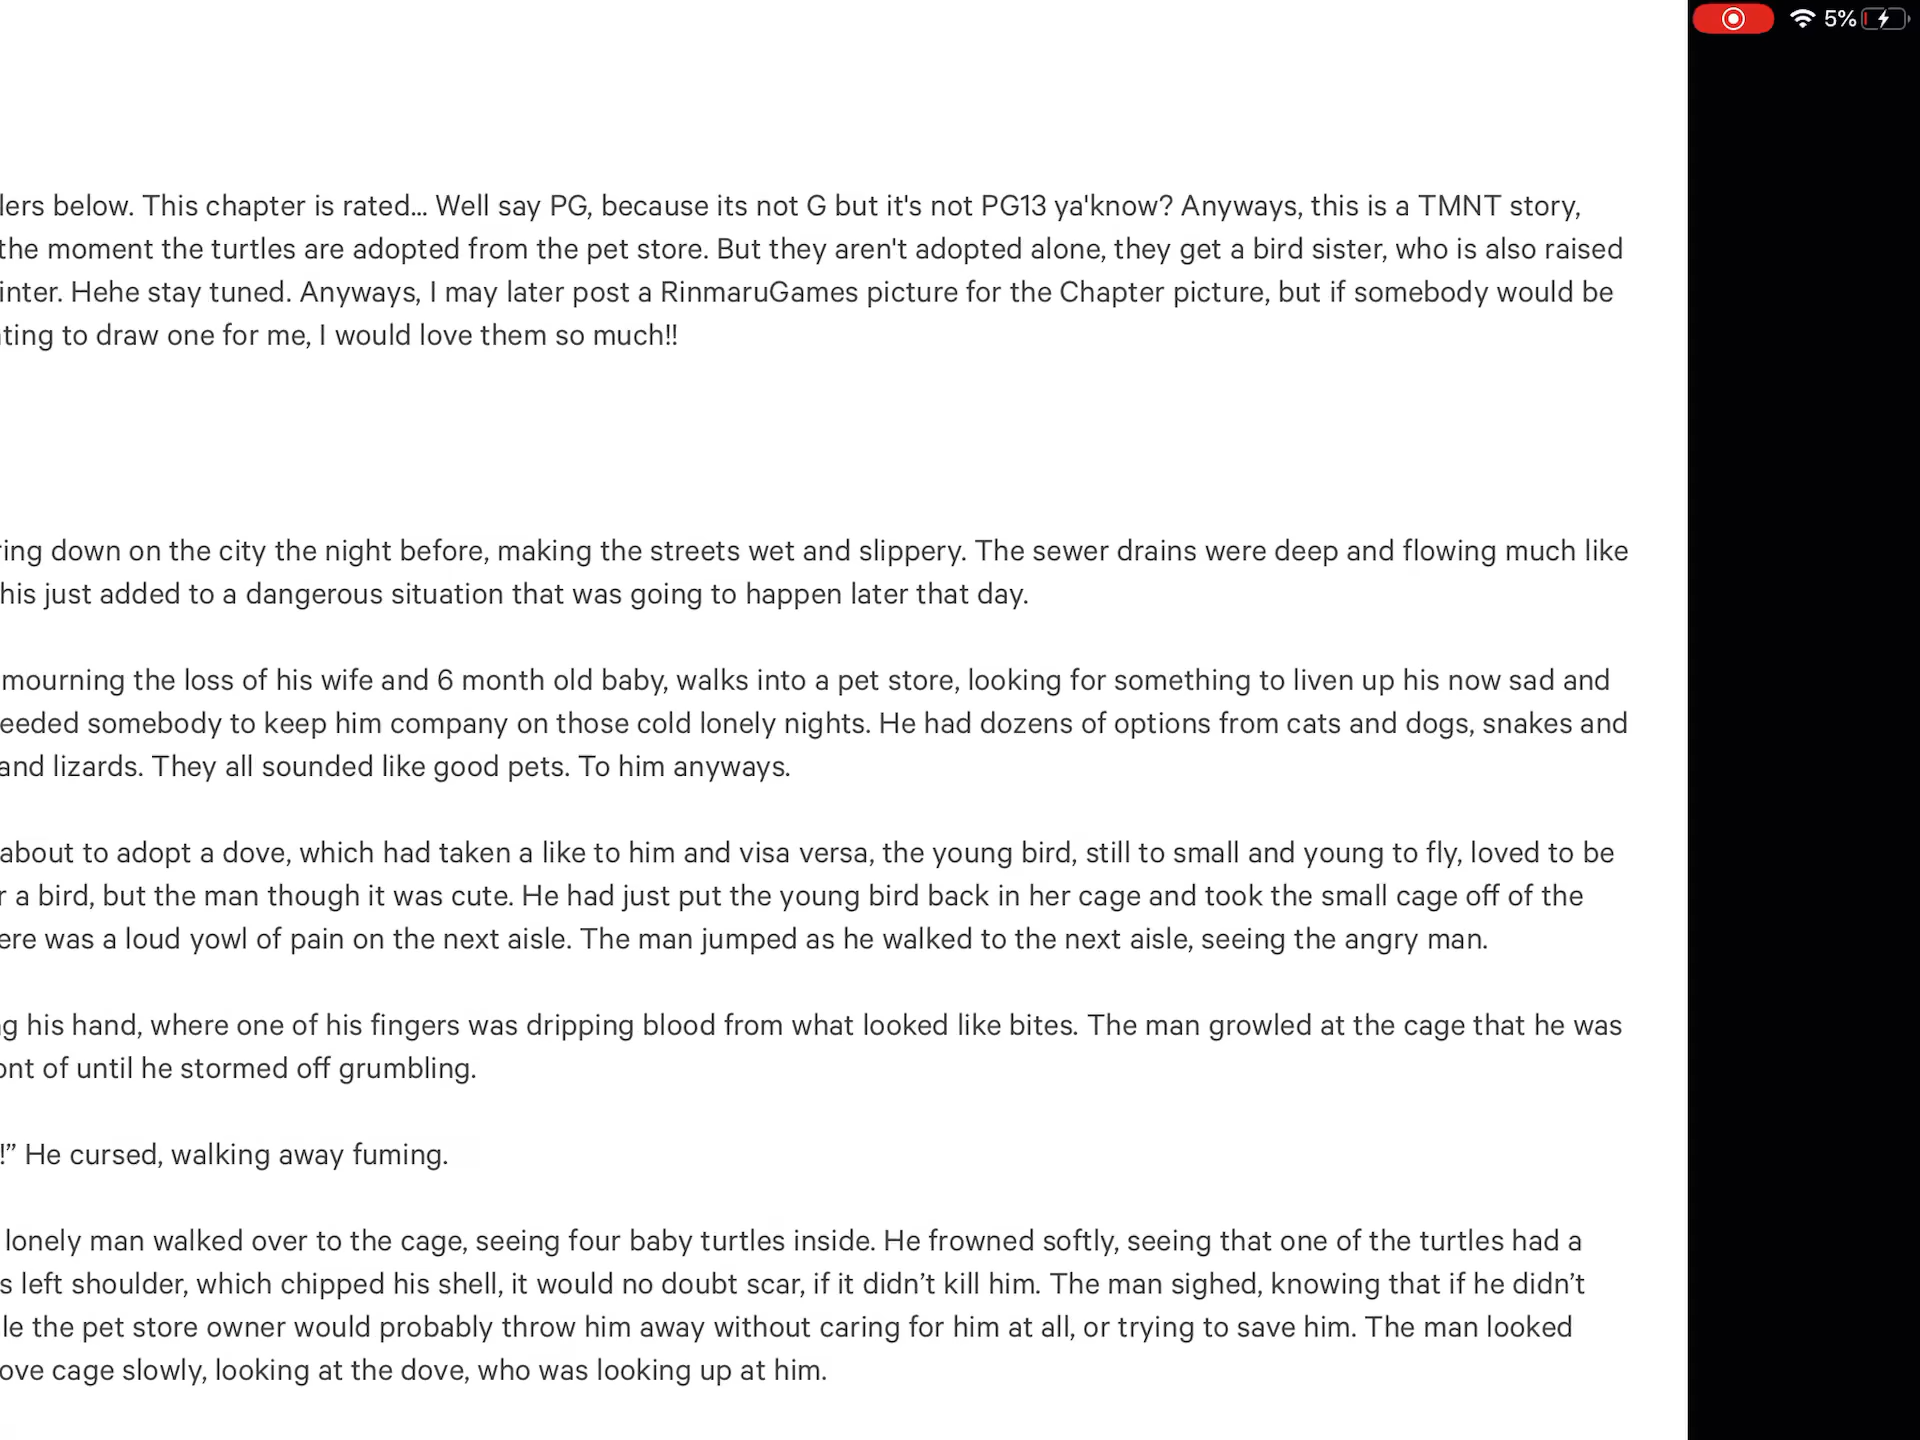 5%
lers below. This chapter is rated... Well say PG, because its not G but it's not PG13 ya'know? Anyways, this is a TMNT story,
the moment the turtles are adopted from the pet store. But they aren't adopted alone, they get a bird sister, who is also raised
inter. Hehe stay tuned. Anyways, I may later post a RinmaruGames picture for the Chapter picture, but if somebody would be
ting to draw one for me, I would love them so much!!
ring down on the city the night before, making the streets wet and slippery. The sewer drains were deep and flowing much like
his just added to a dangerous situation that was going to happen later that day.
mourning the loss of his wife and 6 month old baby, walks into a pet store, looking for something to liven up his now sad and
eeded somebody to keep him company on those cold lonely nights. He had dozens of options from cats and dogs, snakes and
and lizards. They all sounded like good pets. To him anyways.
about to adopt a dove, which had taken a like to him and visa versa, the young bird, still to small and young to fly, loved to be
r a bird, but the man though it was cute. He had just put the young bird back in her cage and took the small cage off of the
ere was a loud yowl of pain on the next aisle. The man jumped as he walked to the next aisle, seeing the angry man.
g his hand, where one of his fingers was dripping blood from what looked like bites. The man growled at the cage that he was
ont of until he stormed off grumbling.
!” He cursed, walking away fuming.
lonely man walked over to the cage, seeing four baby turtles inside. He frowned softly, seeing that one of the turtles had a
s left shoulder, which chipped his shell, it would no doubt scar, if it didn’t kill him. The man sighed, knowing that if he didn’t
le the pet store owner would probably throw him away without caring for him at all, or trying to save him. The man looked
ove cage slowly, looking at the dove, who was looking up at him.